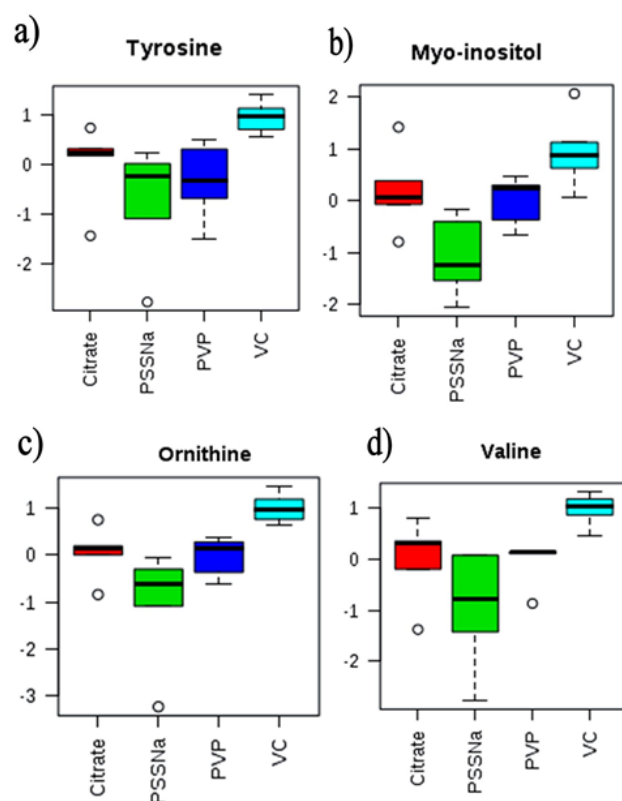 a)
Tyrosine
1
0
-1
-2
Citrate
PSSNa
PVP
VC
b)
Myo-inositol
2
1
0
-1
-2
Citrate
PSSNa
PVP
VC
c)
Ornithine
1
0
-1
-2
-3
Citrate
PSSNa
PVP
VC
d)
Valine
1
0
-1
-2
Citrate
PSSNa
PVP
VC